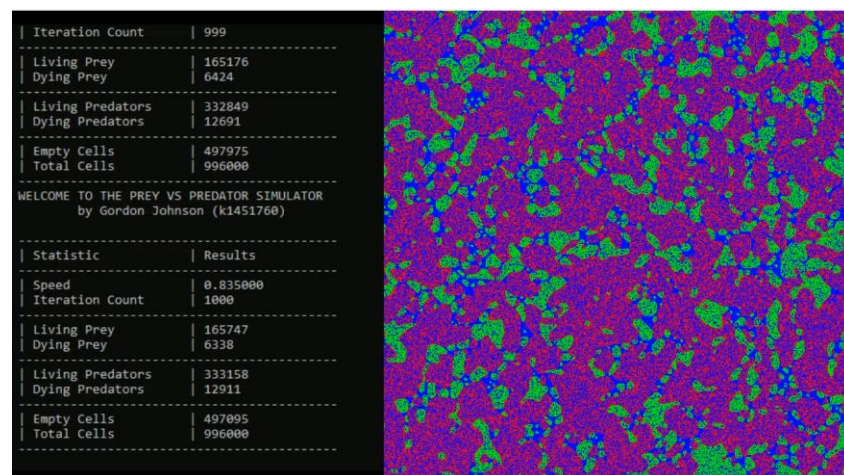 | Iteration Count | 999
----------------------------------------
| Living Prey | 165176
| Dying Prey | 6424
----------------------------------------
| Living Predators | 332849
| Dying Predators | 12691
----------------------------------------
| Empty Cells | 497975
| Total Cells | 996000
----------------------------------------
WELCOME TO THE PREY VS PREDATOR SIMULATOR
by Gordon Johnson (k1451760)
----------------------------------------
| Statistic | Results
----------------------------------------
| Speed | 0.835000
| Iteration Count | 1000
----------------------------------------
| Living Prey | 165747
| Dying Prey | 6338
----------------------------------------
| Living Predators | 333158
| Dying Predators | 12911
----------------------------------------
| Empty Cells | 497095
| Total Cells | 996000
----------------------------------------